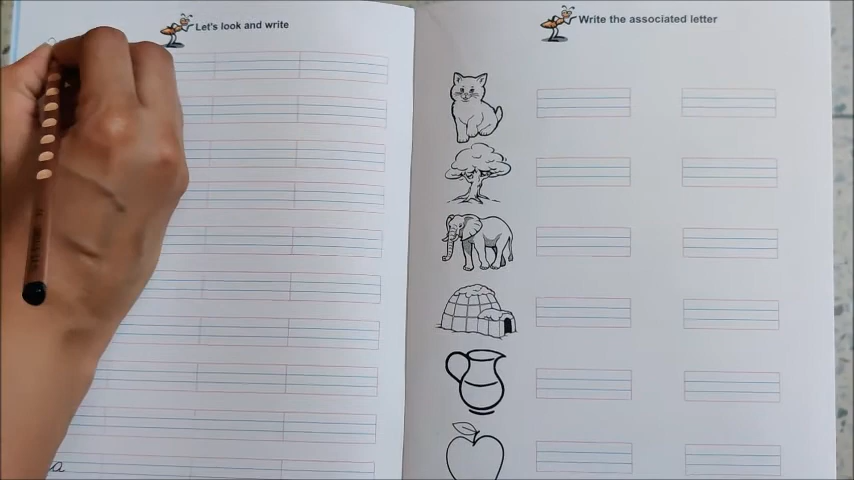 Let's look and write
Write the associated letter
a